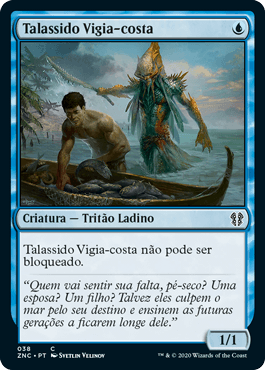 Talassido Vigia-costa
Criatura — Tritão Ladino
Talassido Vigia-costa não pode ser
bloqueado.
“Quem vai sentir sua falta, pé-seco? Uma
esposa? Um filho? Talvez eles culpem o
mar pelo seu destino e ensinem as futuras
gerações a ficarem longe dele.”
1/1
038 C
ZNC • PT Svetlin Velinov
™ & © 2020 Wizards of the Coast